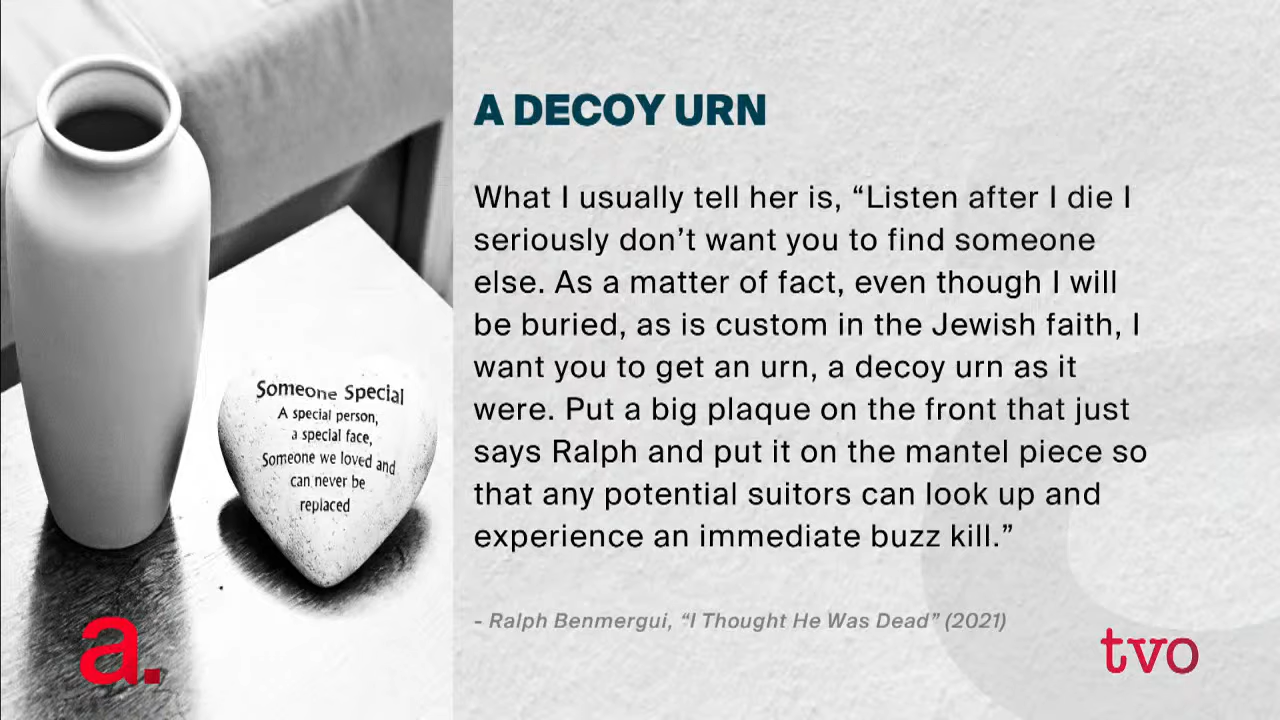 Someone Special
A special person,
a special face,
Someone we loved and
can never be
replaced
a.
A DECOY URN
What I usually tell her is, “Listen after I die I
seriously don’t want you to find someone
else. As a matter of fact, even though I will
be buried, as is custom in the Jewish faith, I
want you to get an urn, a decoy urn as it
were. Put a big plaque on the front that just
says Ralph and put it on the mantel piece so
that any potential suitors can look up and
experience an immediate buzz kill.”
- Ralph Benmergui, “I Thought He Was Dead” (2021)
tvo